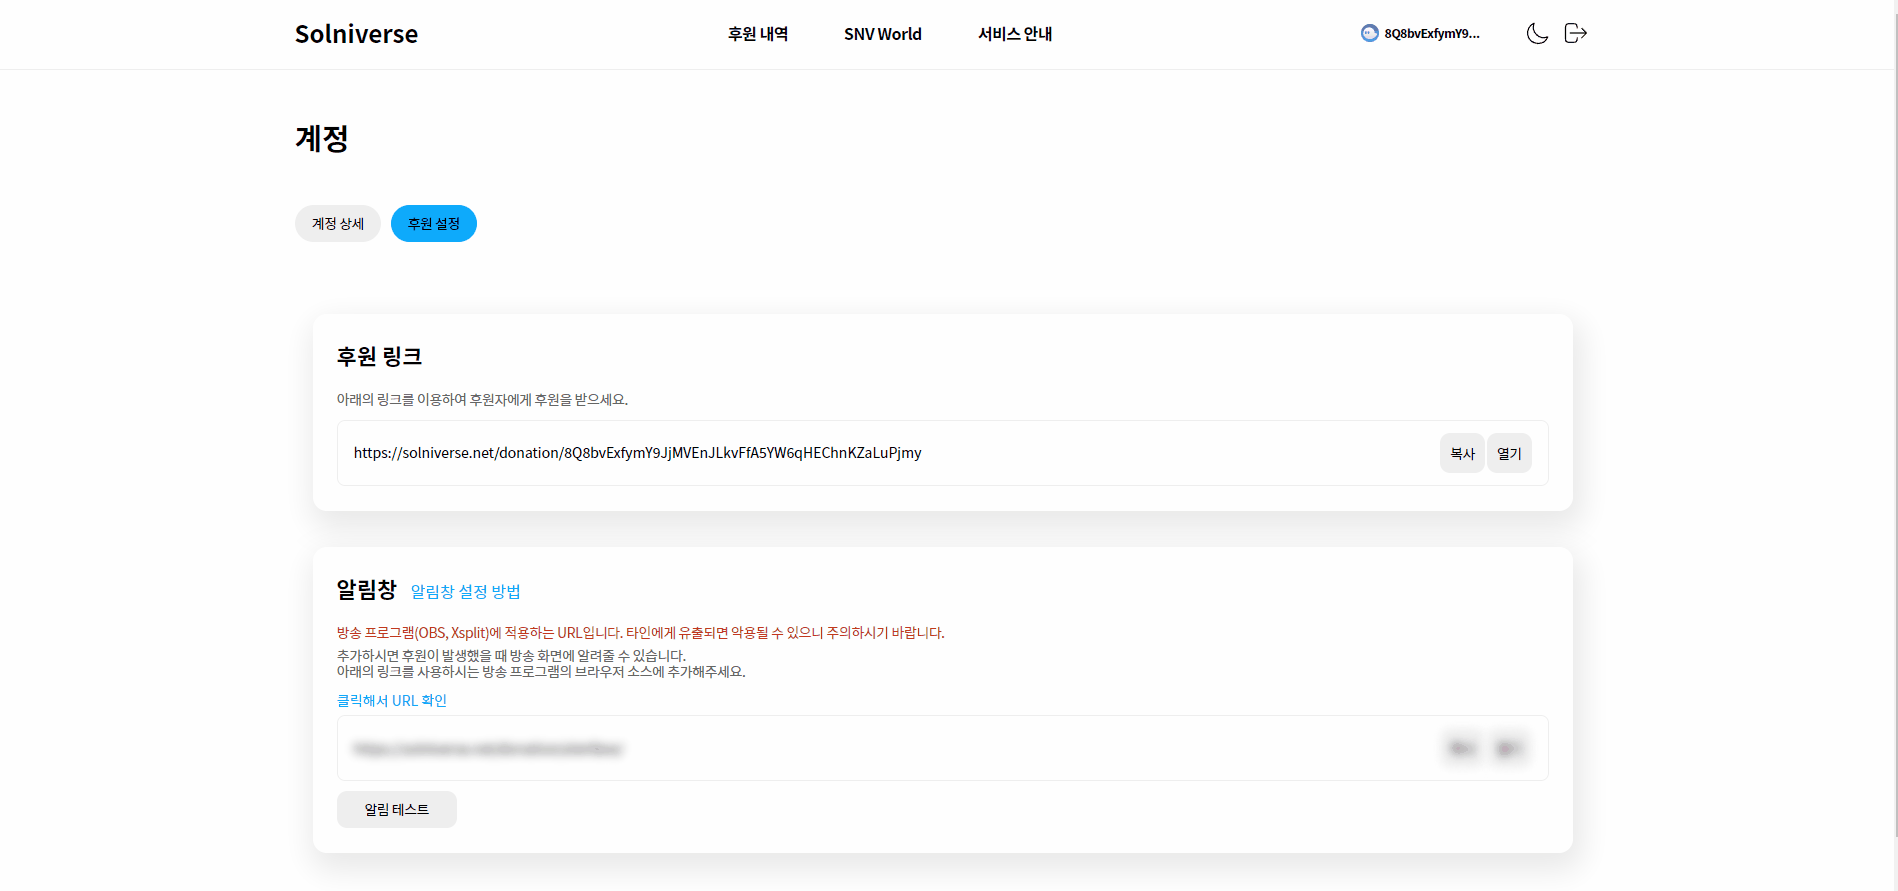 Solniverse
후원 내역
SNV World
서비스 안내
8Q8bvExfymY9...
계정
계정 상세
후원 설정
후원 링크
아래의 링크를 이용하여 후원자에게 후원을 받으세요.
https://solniverse.net/donation/8Q8bvExfymY9JjMVEnJLkvFfA5YW6qHEChnKZaLuPjmy
복사
열기
알림창 알림창 설정 방법
방송 프로그램(OBS, Xsplit)에 적용하는 URL입니다. 타인에게 유출되면 악용될 수 있으니 주의하시기 바랍니다.
추가하시면 후원이 발생했을 때 방송 화면에 알려줄 수 있습니다.
아래의 링크를 사용하시는 방송 프로그램의 브라우저 소스에 추가해주세요.
클릭해서 URL 확인
알림 테스트